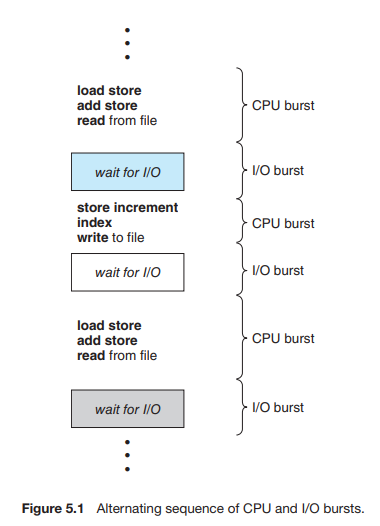 load store
add store
read from file
CPU burst
wait for I/O
I/O burst
store increment
index
write to file
CPU burst
wait for I/O
I/O burst
load store
add store
read from file
CPU burst
wait for I/O
I/O burst
Figure 5.1 Alternating sequence of CPU and I/O bursts.